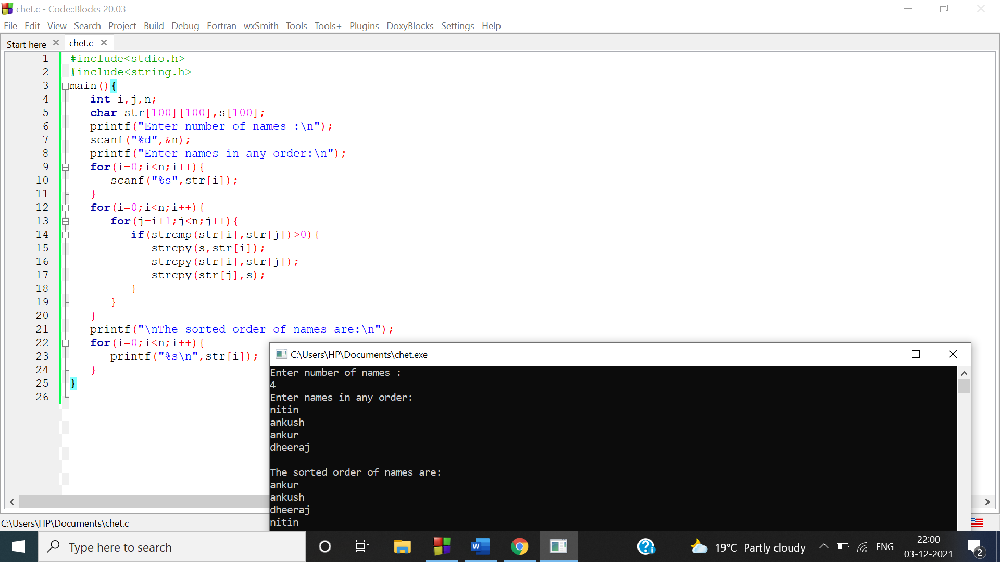 chet.c - Code::Blocks 20.03
File Edit View Search Project Build Debug Fortran wxSmith Tools Tools+ Plugins DoxyBlocks Settings Help
Start here chet.c
1 #include<stdio.h>
2 #include<string.h>
3 main(){
4 int i,j,n;
5 char str[100][100],s[100];
6 printf("Enter number of names :\n");
7 scanf("%d",&n);
8 printf("Enter names in any order:\n");
9 for(i=0;i<n;i++){
10 scanf("%s",str[i]);
11 }
12 for(i=0;i<n;i++){
13 for(j=i+1;j<n;j++){
14 if(strcmp(str[i],str[j])>0){
15 strcpy(s,str[i]);
16 strcpy(str[i],str[j]);
17 strcpy(str[j],s);
18 }
19 }
20 }
21 printf("\nThe sorted order of names are:\n");
22 for(i=0;i<n;i++){
23 printf("%s\n",str[i]);
24 }
25 }
26
C:\Users\HP\Documents\chet.exe
Enter number of names :
4
Enter names in any order:
nitin
ankush
ankur
dheeraj
The sorted order of names are:
ankur
ankush
dheeraj
nitin
C:\Users\HP\Documents\chet.c
Type here to search
W
19°C Partly cloudy
ENG
22:00
03-12-2021
2